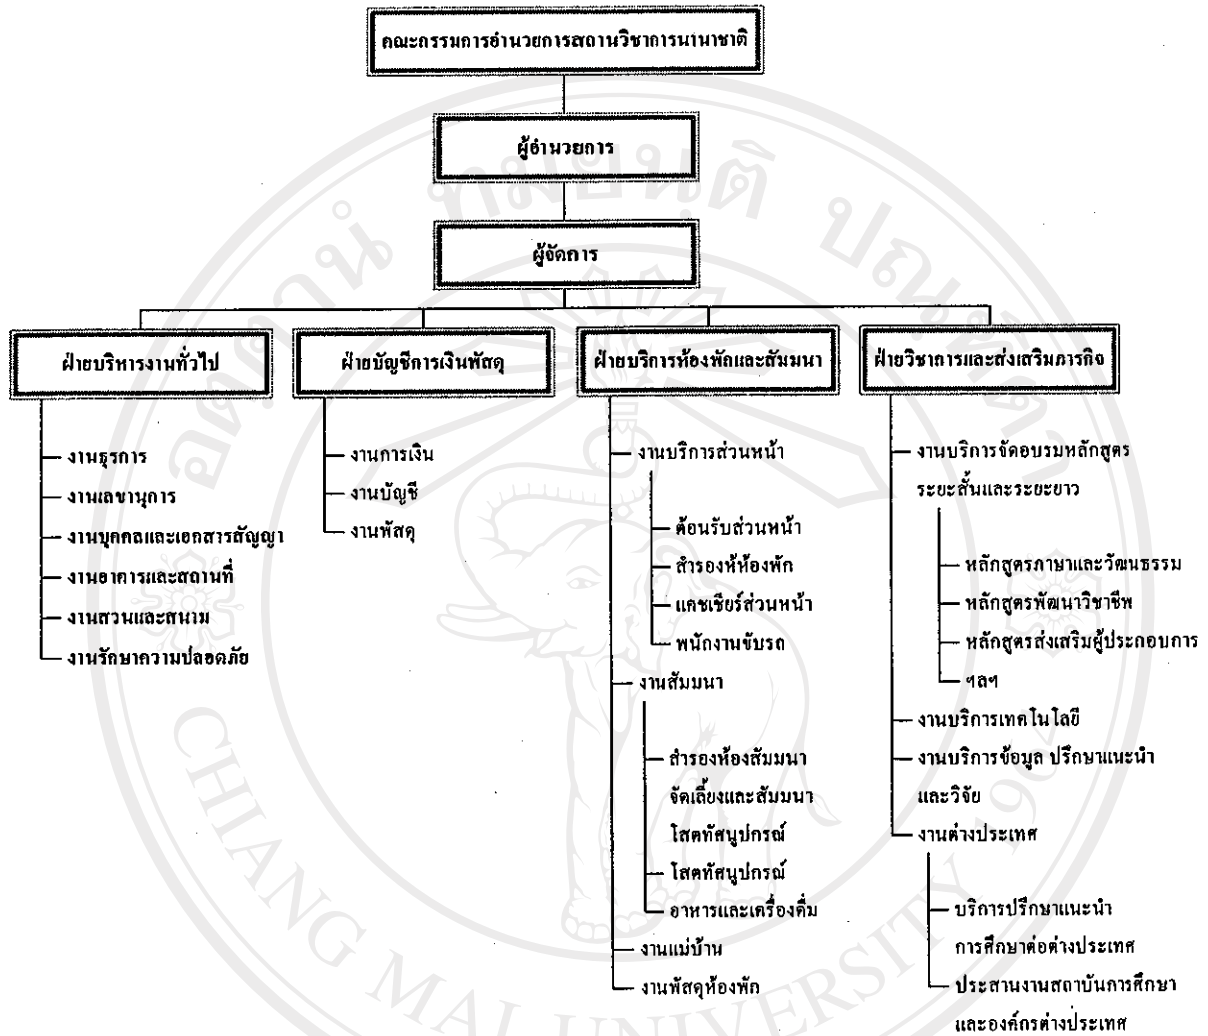 คณะกรรมการอำนวยการสถานวิชาการนานาชาติ
ผู้อำนวยการ
ผู้จัดการ
ฝ่ายบริหารงานทั่วไป
งานธุรการ
งานเลขานุการ
งานบุคคลและเอกสารสัญญา
งานอาคารและสถานที่
งานสวนและสนาม
งานรักษาความปลอดภัย
ฝ่ายบัญชีการเงินพัสดุ
งานการเงิน
งานบัญชี
งานพัสดุ
ฝ่ายบริการห้องพักและสัมมนา
งานบริการส่วนหน้า
ต้อนรับส่วนหน้า
สำรองห้ห้องพัก
แคชเชียร์ส่วนหน้า
พนักงานขับรถ
งานสัมมนา
สำรองห้องสัมมนา
จัดเลี้ยงและสัมมนา
โสตทัศนูปกรณ์
โสตทัศนูปกรณ์
อาหารและเครื่องดื่ม
งานแม่บ้าน
งานพัสดุห้องพัก
ฝ่ายวิชาการและส่งเสริมภารกิจ
งานบริการจัดอบรมหลักสูตร
ระยะสั้นและระยะยาว
หลักสูตรภาษาและวัฒนธรรม
หลักสูตรพัฒนาวิชาชีพ
หลักสูตรส่งเสริมผู้ประกอบการ
ฯลฯ
งานบริการเทคโนโลยี
งานบริการข้อมูล ปรึกษาแนะนำ
และวิจัย
งานต่างประเทศ
บริการปรึกษาแนะนำ
การศึกษาต่อต่างประเทศ
ประสานงานสถาบันการศึกษา
และองค์กรต่างประเทศ
CHIANG MAI UNIVERSITY 1964